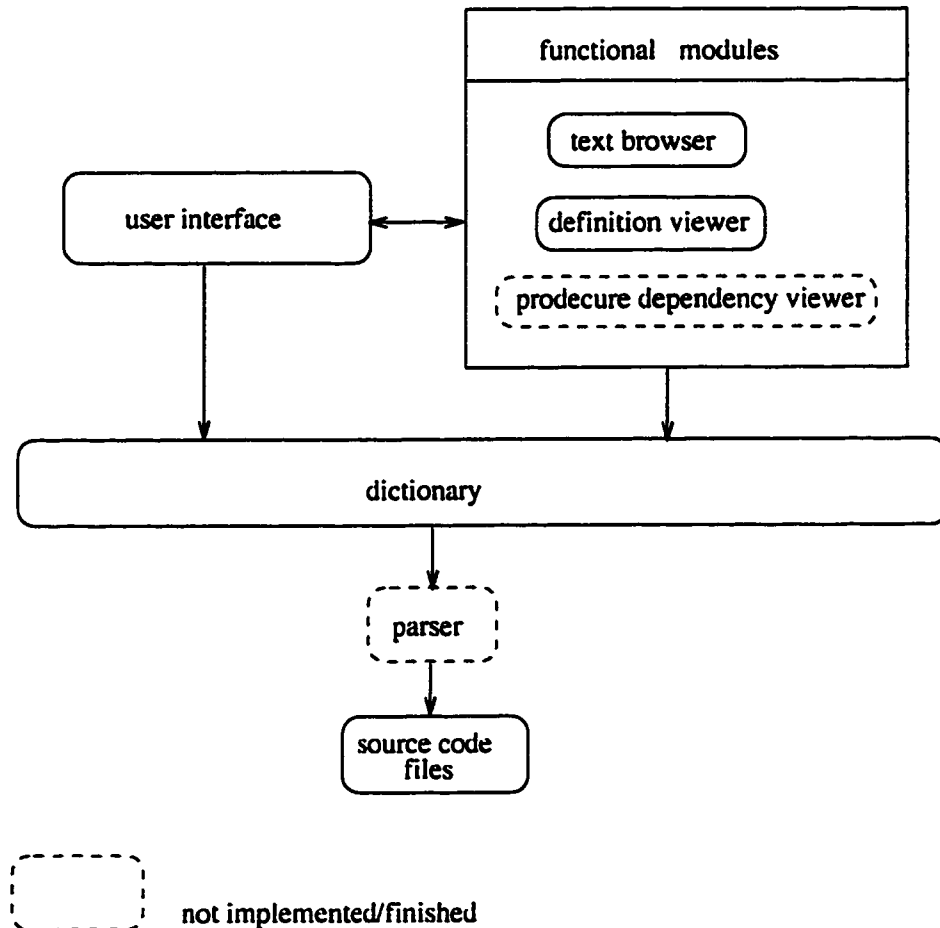 functional modules
text browser
user interface
definition viewer
prodecure dependency viewer
dictionary
parser
source code
files
not implemented/finished